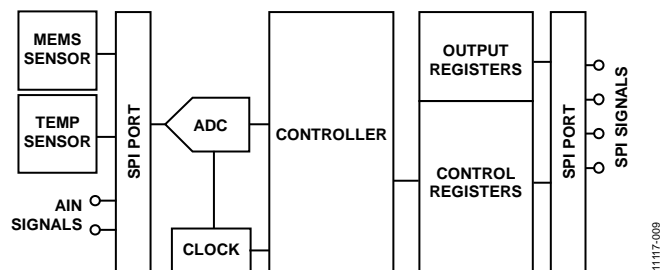 MEMS
SENSOR
TEMP
SENSOR
AIN
SIGNALS
SPI PORT
ADC
CLOCK
CONTROLLER
OUTPUT
REGISTERS
CONTROL
REGISTERS
SPI PORT
SPI SIGNALS
11117-009